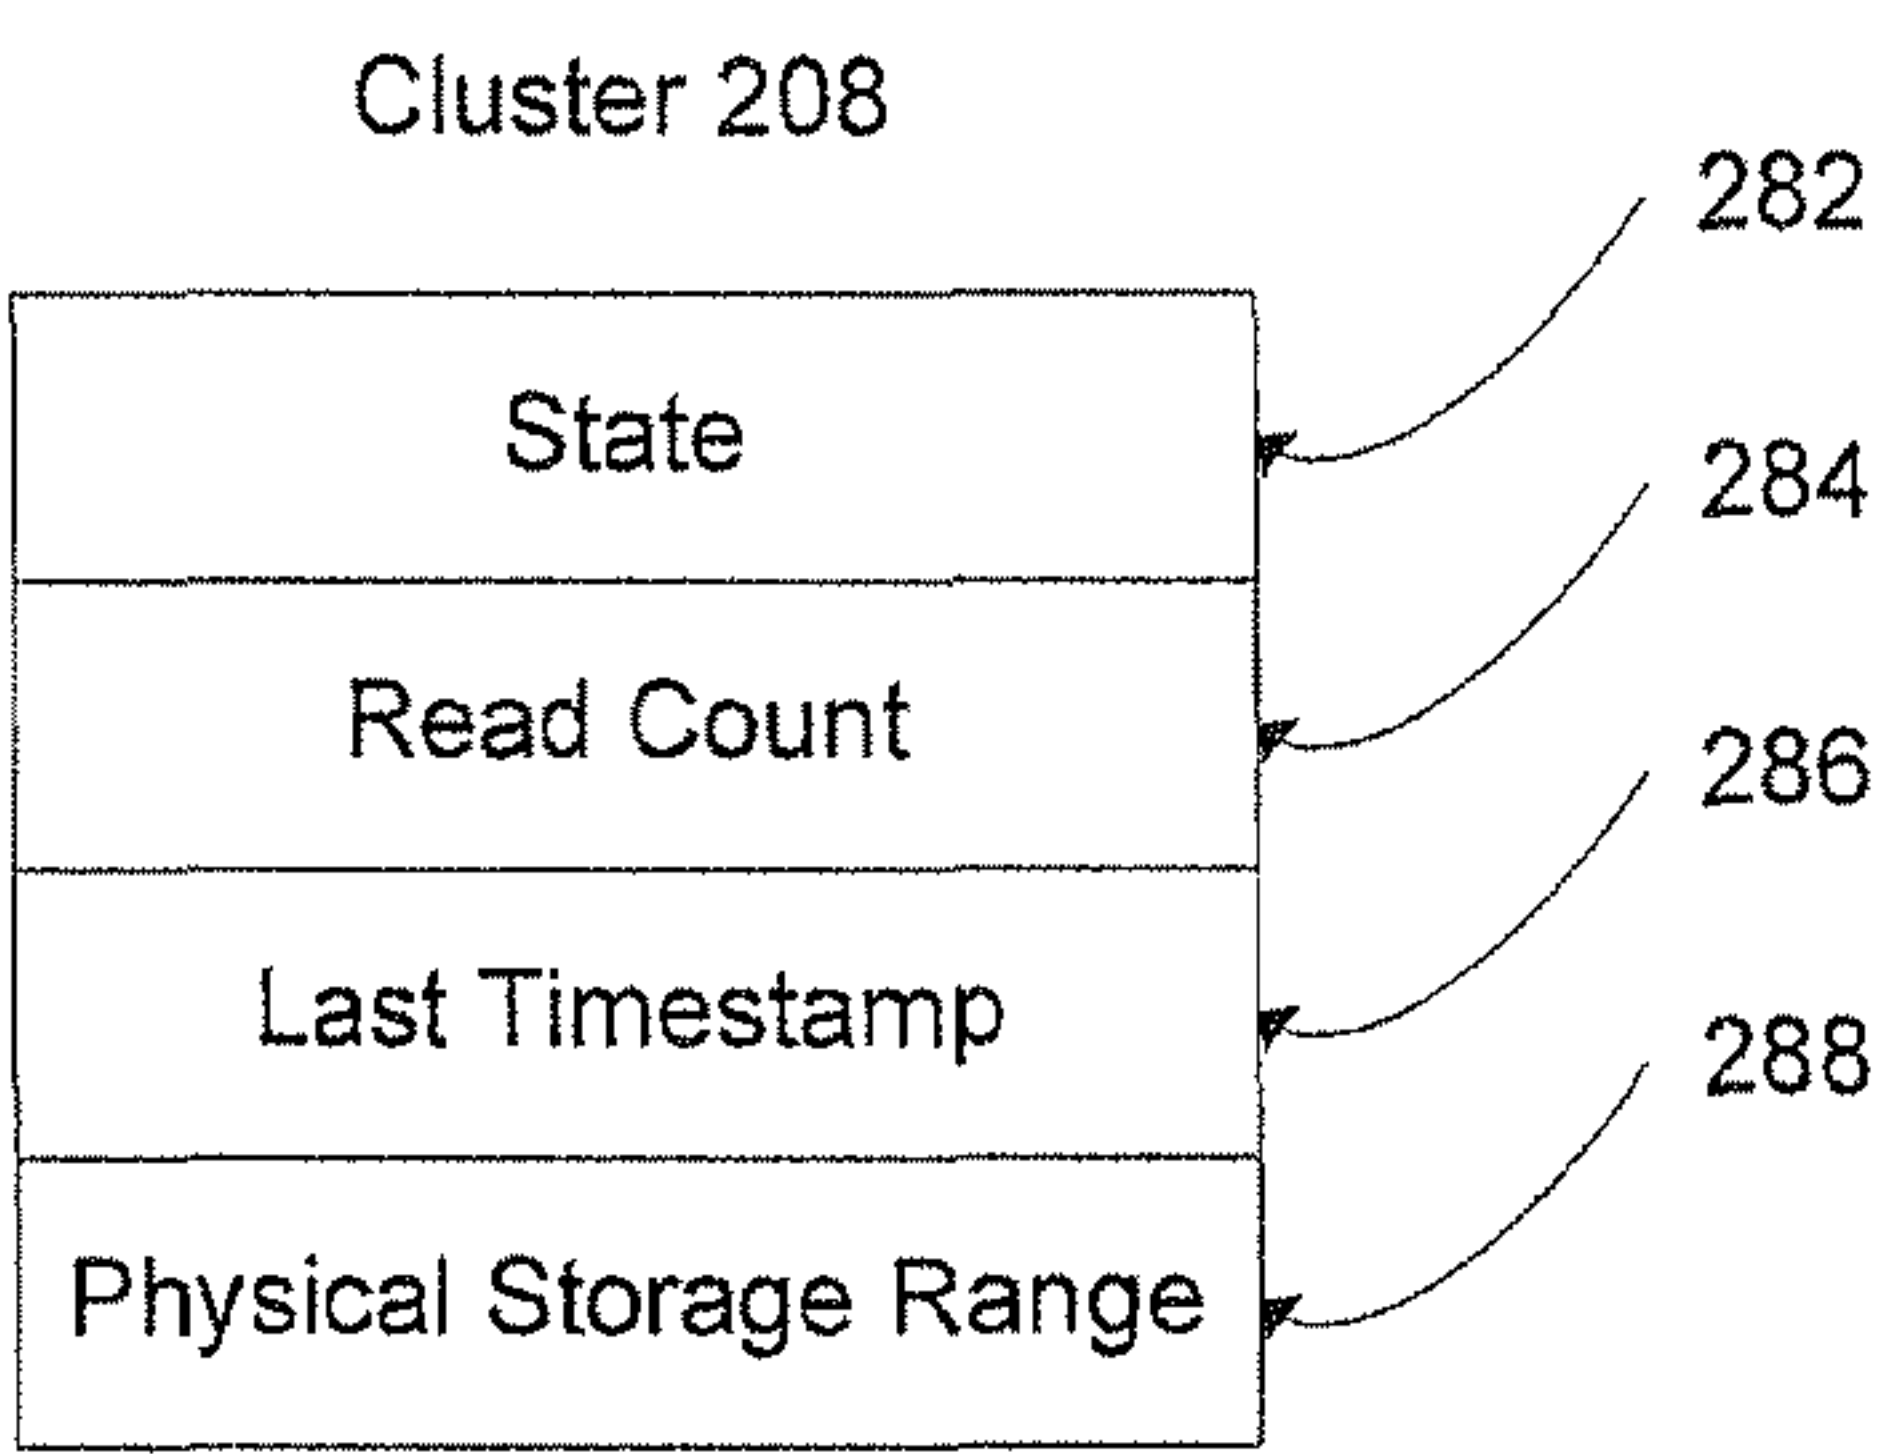 Cluster 208
282
State
284
Read Count
286
Last Timestamp
288
Physical Storage Range